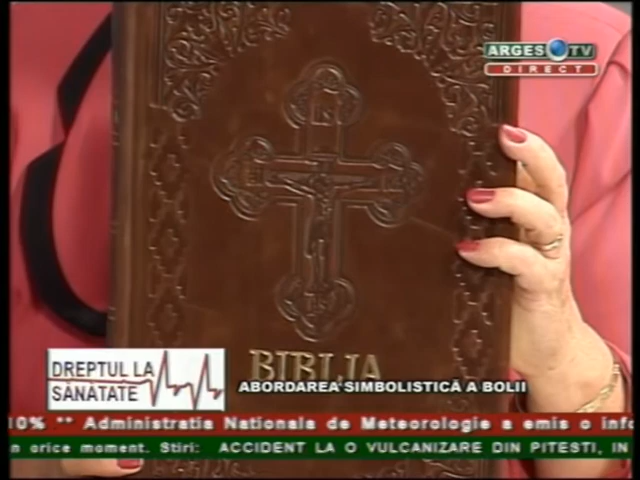 ARGES TV
DIRECT
BIBLIA
DREPTUL LA
SĂNĂTATE
ABORDAREA SIMBOLISTICĂ A BOLII
10% ** Administratia Nationala de Meteorologie a emis o info
in orice moment. Stiri: ACCIDENT LA O VULCANIZARE DIN PITESTI, IN